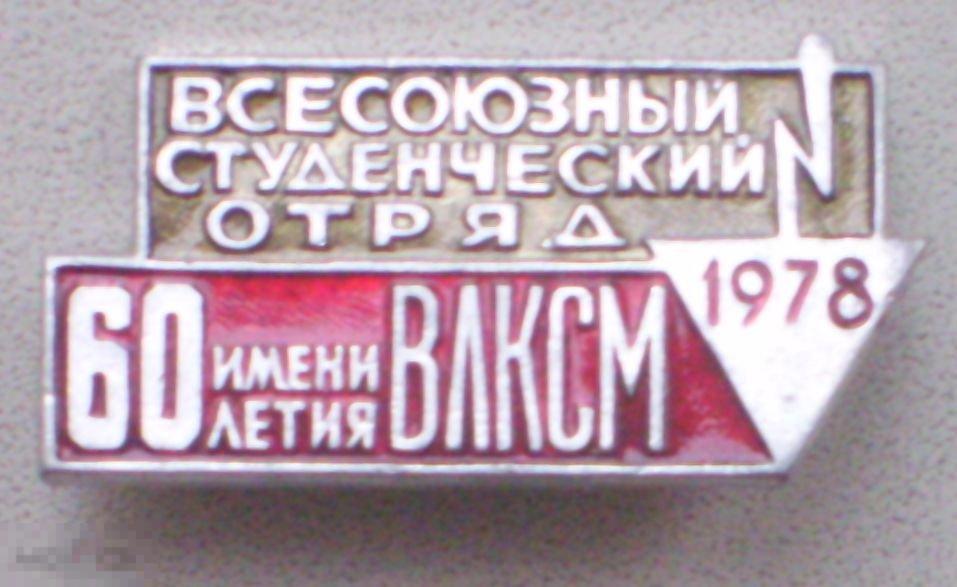 ВСЕСОЮЗНЫЙ
СТУДЕНЧЕСКИЙ
ОТРЯД
1978
60 ИМЕНИ ЛЕТИЯ ВЛКСМ